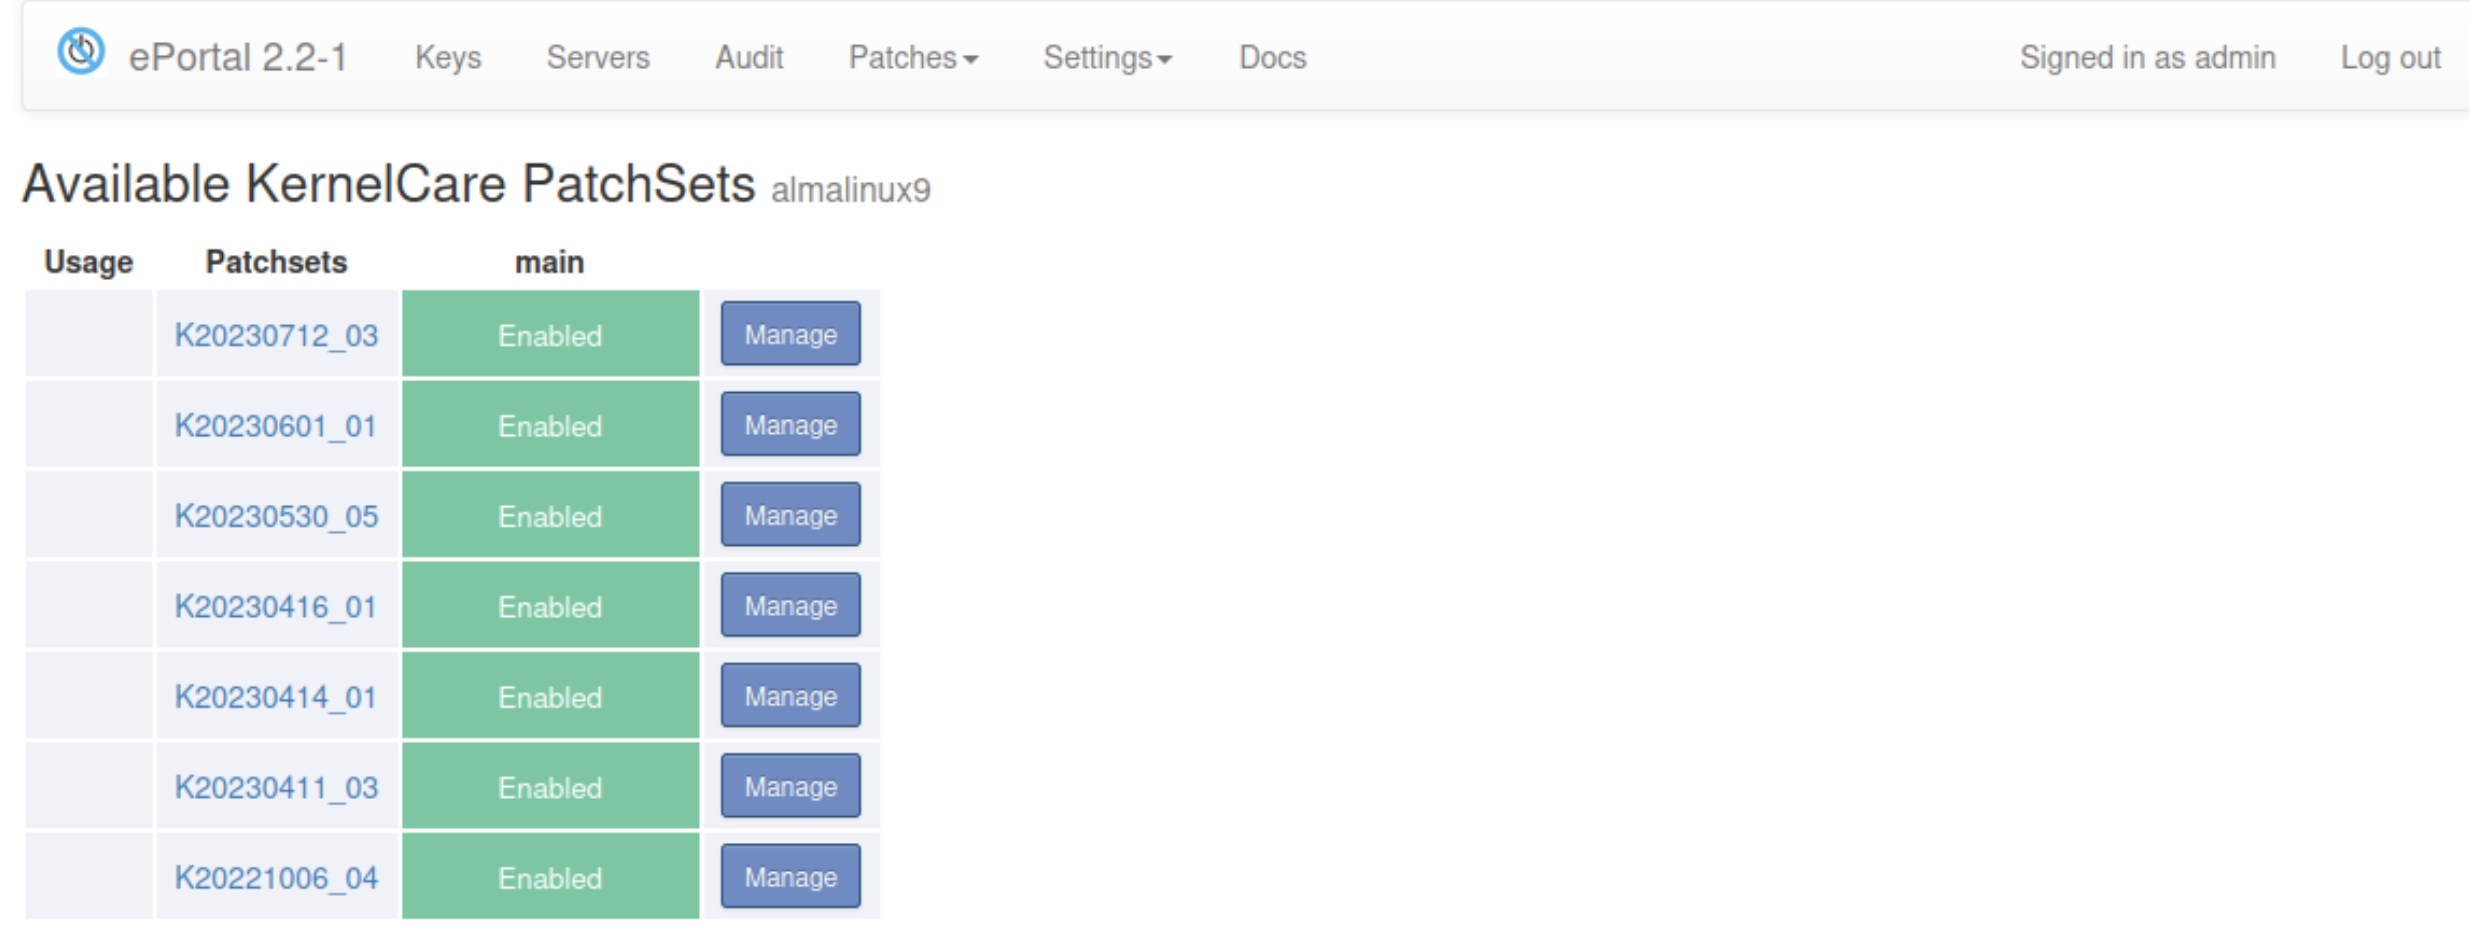 ePortal 2.2-1 Keys Servers Audit Patches Settings Docs Signed in as admin Log out
Available KernelCare PatchSets almalinux9
Usage Patchsets main
K20230712_03 Enabled Manage
K20230601_01 Enabled Manage
K20230530_05 Enabled Manage
K20230416_01 Enabled Manage
K20230414_01 Enabled Manage
K20230411_03 Enabled Manage
K20221006_04 Enabled Manage